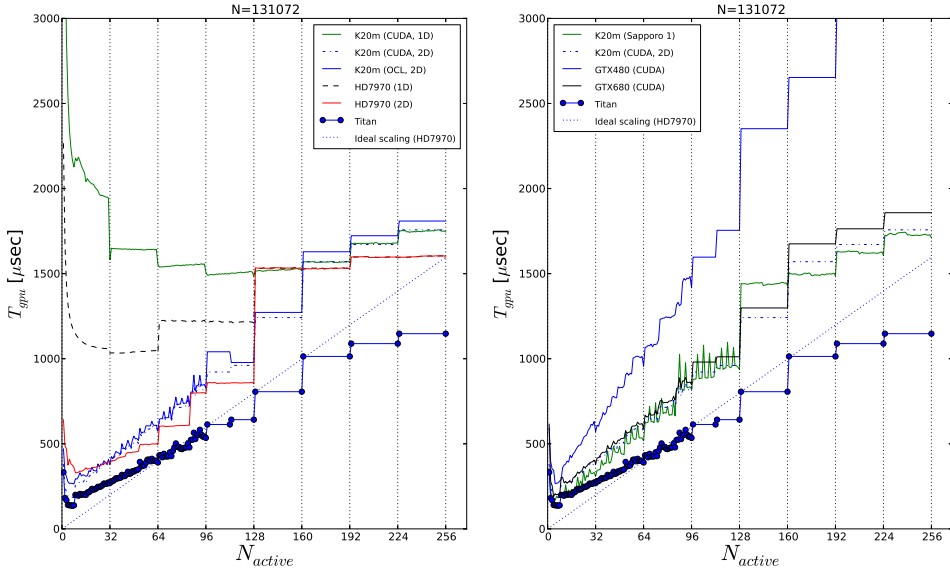 N=131072
3000
2500
2000
1500
1000
500
0
T_gpu [μsec]
K20m (CUDA, 1D)
K20m (CUDA, 2D)
K20m (OCL, 2D)
HD7970 (1D)
HD7970 (2D)
Titan
Ideal scaling (HD7970)
0 32 64 96 128 160 192 224 256
N_active
N=131072
3000
2500
2000
1500
1000
500
0
T_gpu [μsec]
K20m (Sapporo 1)
K20m (CUDA, 2D)
GTX480 (CUDA)
GTX680 (CUDA)
Titan
Ideal scaling (HD7970)
0 32 64 96 128 160 192 224 256
N_active